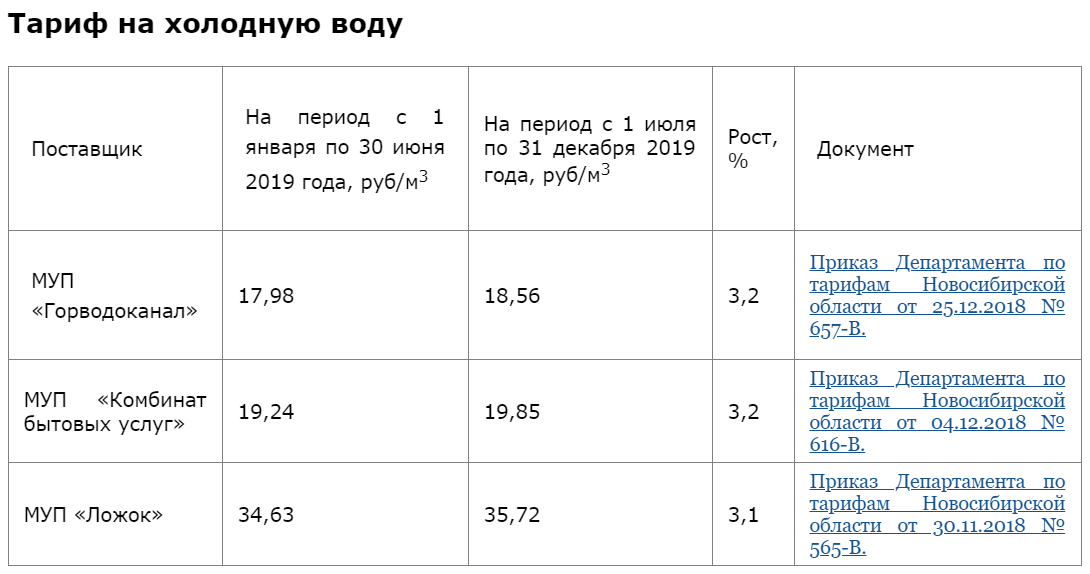 Тариф на холодную воду
Поставщик
На период с 1
января по 30 июня
2019 года, руб/м3
На период с 1 июля
по 31 декабря 2019
года, руб/м3
Рост,
%
Документ
МУП
«Горводоканал»
17,98
18,56
3,2
Приказ Департамента по
тарифам Новосибирской
области от 25.12.2018 №
657-В.
МУП «Комбинат
бытовых услуг»
19,24
19,85
3,2
Приказ Департамента по
тарифам Новосибирской
области от 04.12.2018 №
616-В.
МУП «Ложок»
34,63
35,72
3,1
Приказ Департамента по
тарифам Новосибирской
области от 30.11.2018 №
565-В.